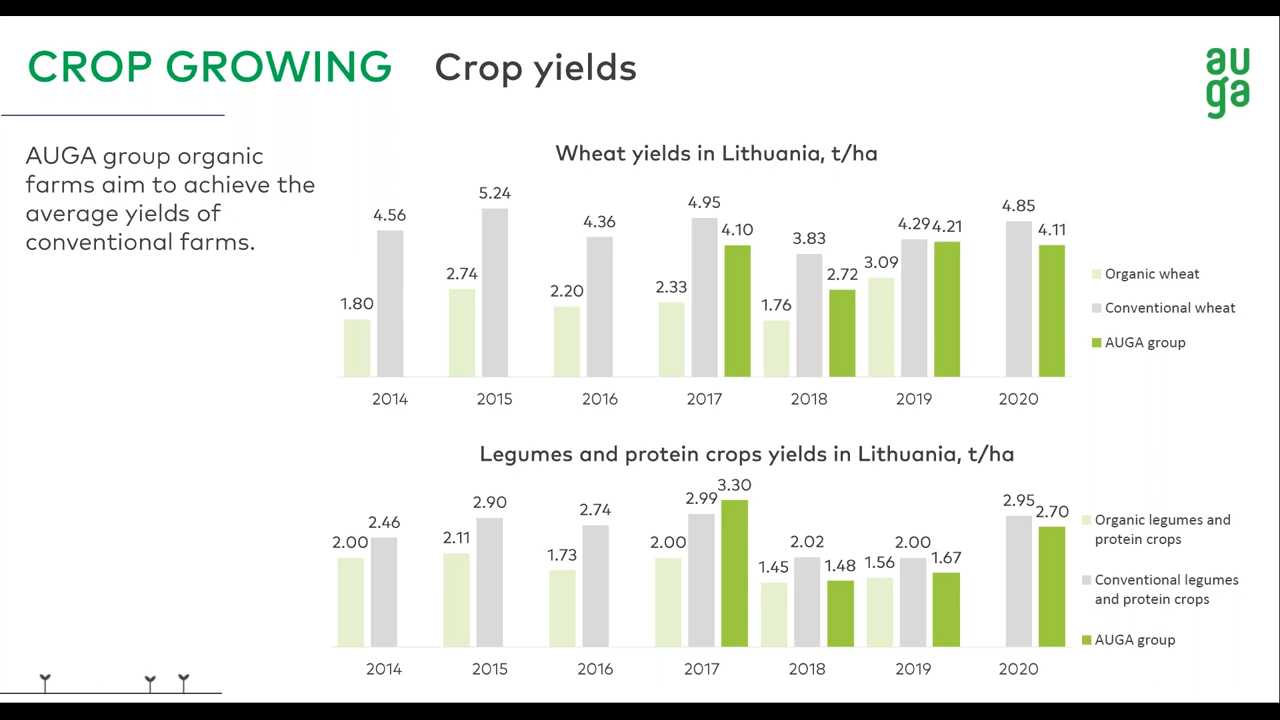 CROP GROWING Crop yields
au
ga
AUGA group organic
farms aim to achieve the
average yields of
conventional farms.
Wheat yields in Lithuania, t/ha
1.80 4.56 2.74 5.24 2.20 4.36 2.33 4.95 4.10 1.76 3.83 2.72 3.09 4.29 4.21 4.85 4.11
2014 2015 2016 2017 2018 2019 2020
Organic wheat
Conventional wheat
AUGA group
Legumes and protein crops yields in Lithuania, t/ha
2.00 2.46 2.11 2.90 1.73 2.74 2.00 2.99 3.30 1.45 2.02 1.48 1.56 2.00 1.67 2.95 2.70
2014 2015 2016 2017 2018 2019 2020
Organic legumes and
protein crops
Conventional legumes
and protein crops
AUGA group